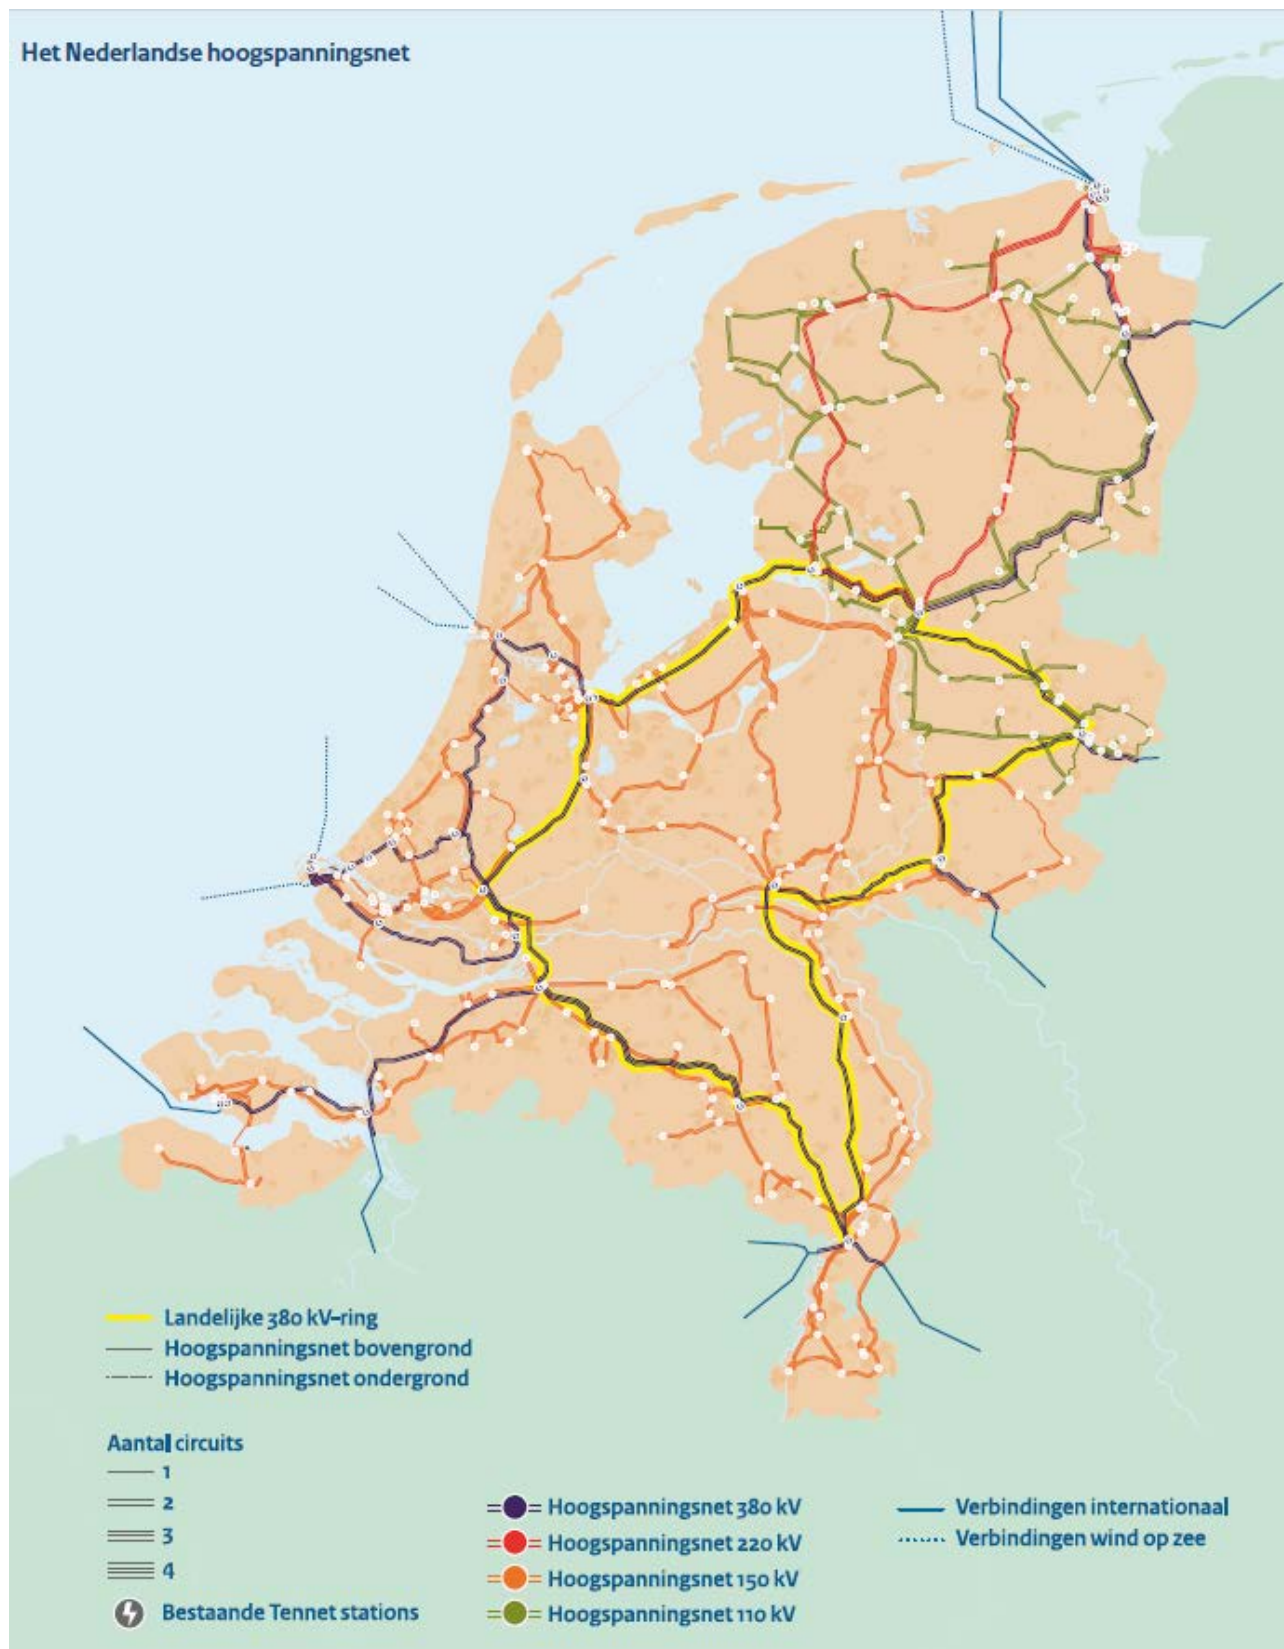 Het Nederlandse hoogspanningsnet
Landelijke 380 kV-ring
Hoogspanningsnet bovengrond
Hoogspanningsnet ondergrond
Aantal circuits
1
2
3
4
Bestaande Tennet stations
Hoogspanningsnet 380 kV
Hoogspanningsnet 220 kV
Hoogspanningsnet 150 kV
Hoogspanningsnet 110 kV
Verbindingen internationaal
Verbindingen wind op zee